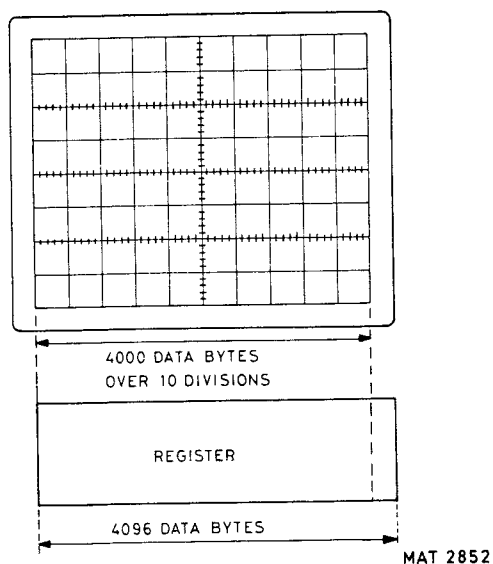 4000 DATA BYTES
OVER 10 DIVISIONS
REGISTER
4096 DATA BYTES
MAT 2852